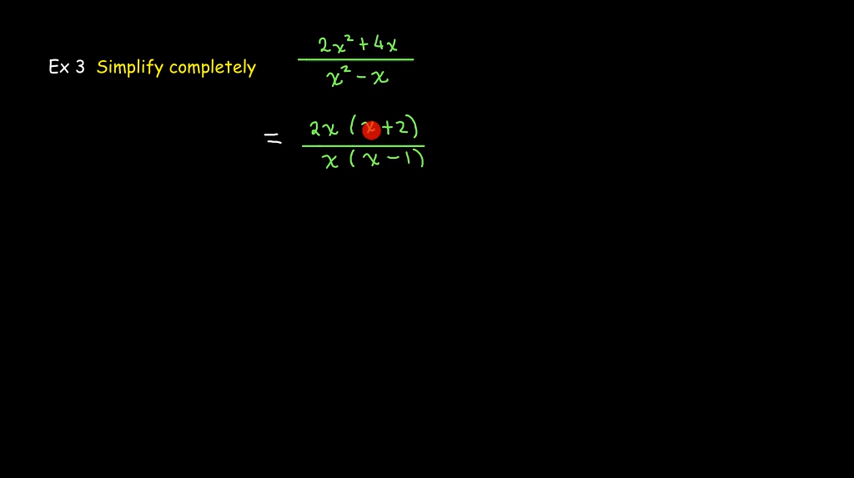 Ex 3 Simplify completely
2x² + 4x
x² - x
=
2x (x+2)
x (x-1)